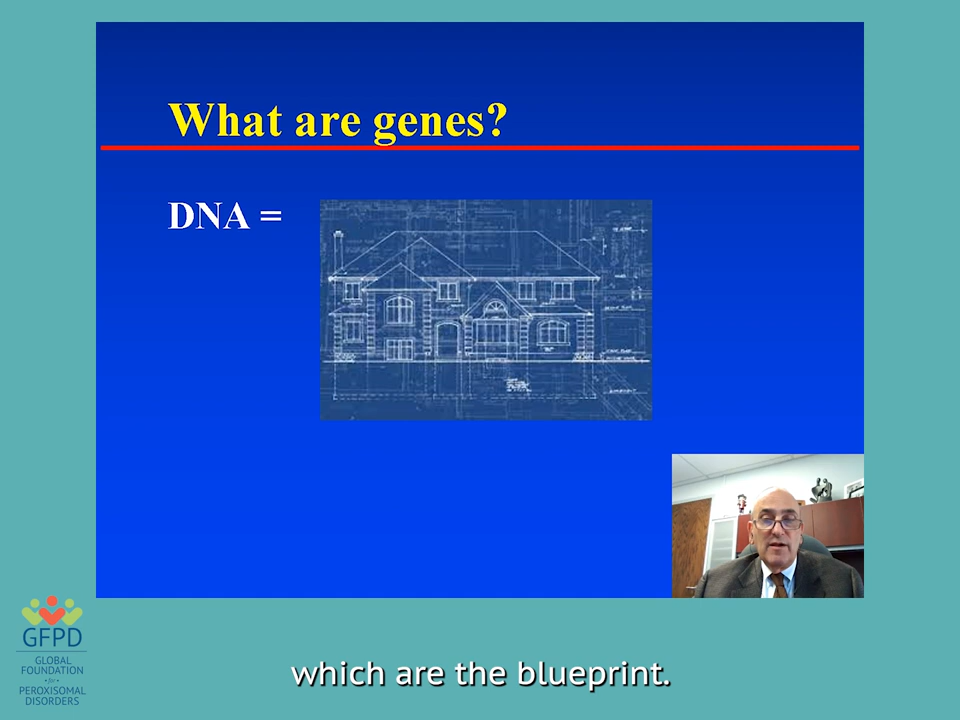 What are genes?
DNA =
GFPD
GLOBAL
FOUNDATION
for
PEROXISOMAL
DISORDERS
which are the blueprint.